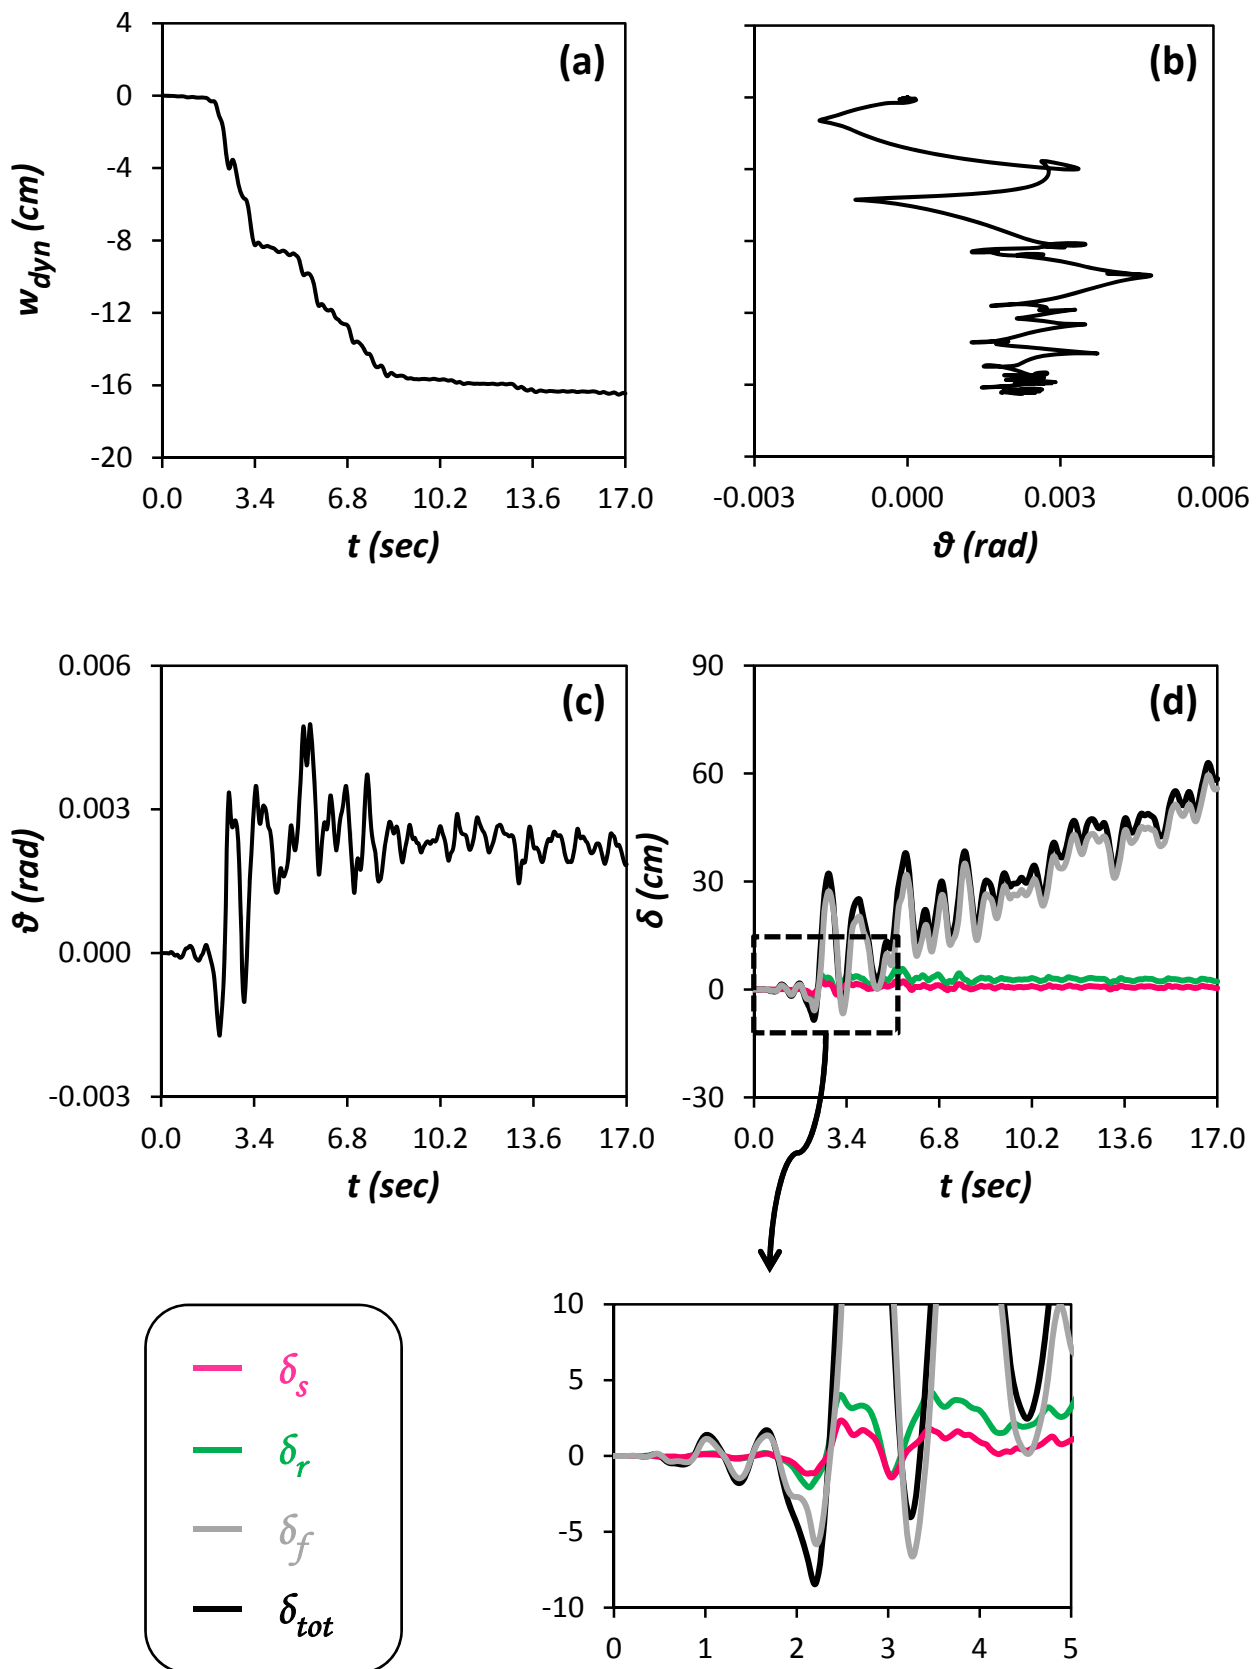 4
0
-4
-8
-12
-16
-20
w_dyn (cm)
(a)
0.0 3.4 6.8 10.2 13.6 17.0
t (sec)
(b)
-0.003 0.000 0.003 0.006
ϑ (rad)
0.006
0.003
0.000
-0.003
ϑ (rad)
(c)
0.0 3.4 6.8 10.2 13.6 17.0
t (sec)
90
60
30
0
-30
δ (cm)
(d)
0.0 3.4 6.8 10.2 13.6 17.0
t (sec)
δ_s
δ_r
δ_f
δ_tot
10
5
0
-5
-10
0 1 2 3 4 5